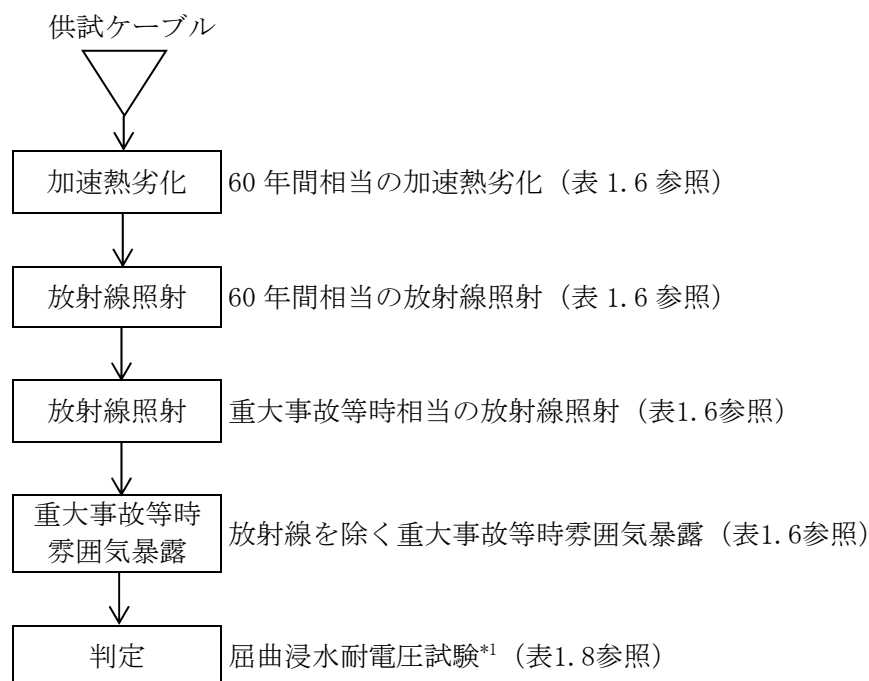 供試ケーブル
加速熱劣化 60 年間相当の加速熱劣化（表 1.6 参照）
放射線照射 60 年間相当の放射線照射（表 1.6 参照）
放射線照射 重大事故等時相当の放射線照射（表1.6参照）
重大事故等時
雰囲気暴露 放射線を除く重大事故等時雰囲気暴露（表1.6参照）
判定 屈曲浸水耐電圧試験*1（表1.8参照）